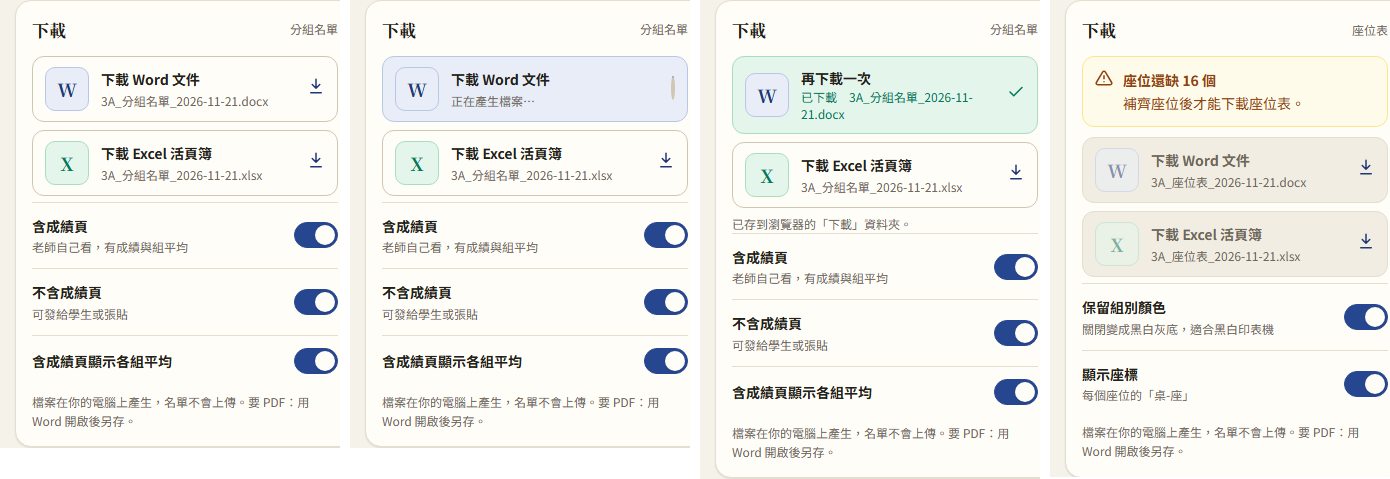 下載
分組名單
W
下載 Word 文件
3A_分組名單_2026-11-21.docx
X
下載 Excel 活頁簿
3A_分組名單_2026-11-21.xlsx
含成績頁
老師自己看，有成績與組平均
不含成績頁
可發給學生或張貼
含成績頁顯示各組平均
檔案在你的電腦上產生，名單不會上傳。要 PDF：用
Word 開啟後另存。
下載
分組名單
W
下載 Word 文件
正在產生檔案⋯
X
下載 Excel 活頁簿
3A_分組名單_2026-11-21.xlsx
含成績頁
老師自己看，有成績與組平均
不含成績頁
可發給學生或張貼
含成績頁顯示各組平均
檔案在你的電腦上產生，名單不會上傳。要 PDF：用
Word 開啟後另存。
下載
分組名單
W
再下載一次
已下載　3A_分組名單_2026-11-
21.docx
X
下載 Excel 活頁簿
3A_分組名單_2026-11-21.xlsx
已存到瀏覽器的「下載」資料夾。
含成績頁
老師自己看，有成績與組平均
不含成績頁
可發給學生或張貼
含成績頁顯示各組平均
檔案在你的電腦上產生，名單不會上傳。要 PDF：用
Word 開啟後另存。
下載
座位表
座位還缺 16 個
補齊座位後才能下載座位表。
W
下載 Word 文件
3A_座位表_2026-11-21.docx
X
下載 Excel 活頁簿
3A_座位表_2026-11-21.xlsx
保留組別顏色
關閉變成黑白灰底，適合黑白印表機
顯示座標
每個座位的「桌-座」
檔案在你的電腦上產生，名單不會上傳。要 PDF：用
Word 開啟後另存。